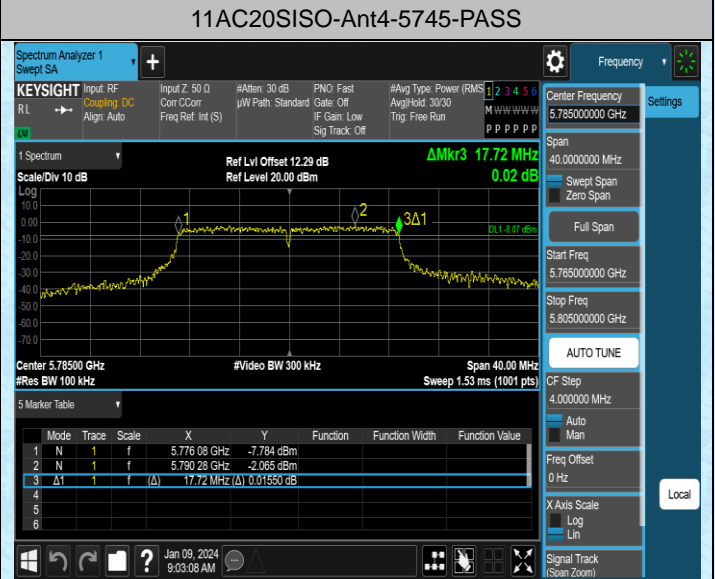 11AC20SISO-Ant4-5745-PASS
Spectrum Analyzer 1
Swept SA
+
Frequency
KEYSIGHT Input: RF Input Z: 50 Ω #Atten: 30 dB PNO: Fast #Avg Type: Power (RMS 1 2 3 4 5 6
RL Coupling: DC Corr CCorr µW Path: Standard Gate: Off Avg|Hold: 30/30 M W W W W W
Align: Auto Freq Ref: Int (S) IF Gain: Low Trig: Free Run
Sig Track: Off P P P P P P
LXI
Center Frequency
5.785000000 GHz
Settings
Span
40.0000000 MHz
Swept Span
Zero Span
Full Span
Start Freq
5.765000000 GHz
Stop Freq
5.805000000 GHz
AUTO TUNE
CF Step
4.000000 MHz
Auto
Man
Freq Offset
0 Hz
X Axis Scale
Log
Lin
Local
Signal Track
(Span Zoom)
1 Spectrum
Ref Lvl Offset 12.29 dB
ΔMkr3 17.72 MHz
Scale/Div 10 dB
Ref Level 20.00 dBm
0.02 dB
Log
10.0
0.00
-10.0
-20.0
-30.0
-40.0
-50.0
-60.0
-70.0
1
2
3Δ1
DL1 -8.07 dBm
Center 5.78500 GHz #Video BW 300 kHz Span 40.00 MHz
#Res BW 100 kHz Sweep 1.53 ms (1001 pts)
5 Marker Table
Mode Trace Scale X Y Function Function Width Function Value
1 N 1 f 5.776 08 GHz -7.784 dBm
2 N 1 f 5.790 28 GHz -2.065 dBm
3 Δ1 1 f (Δ) 17.72 MHz (Δ) 0.01550 dB
4
5
6
?
Jan 09, 2024
9:03:08 AM